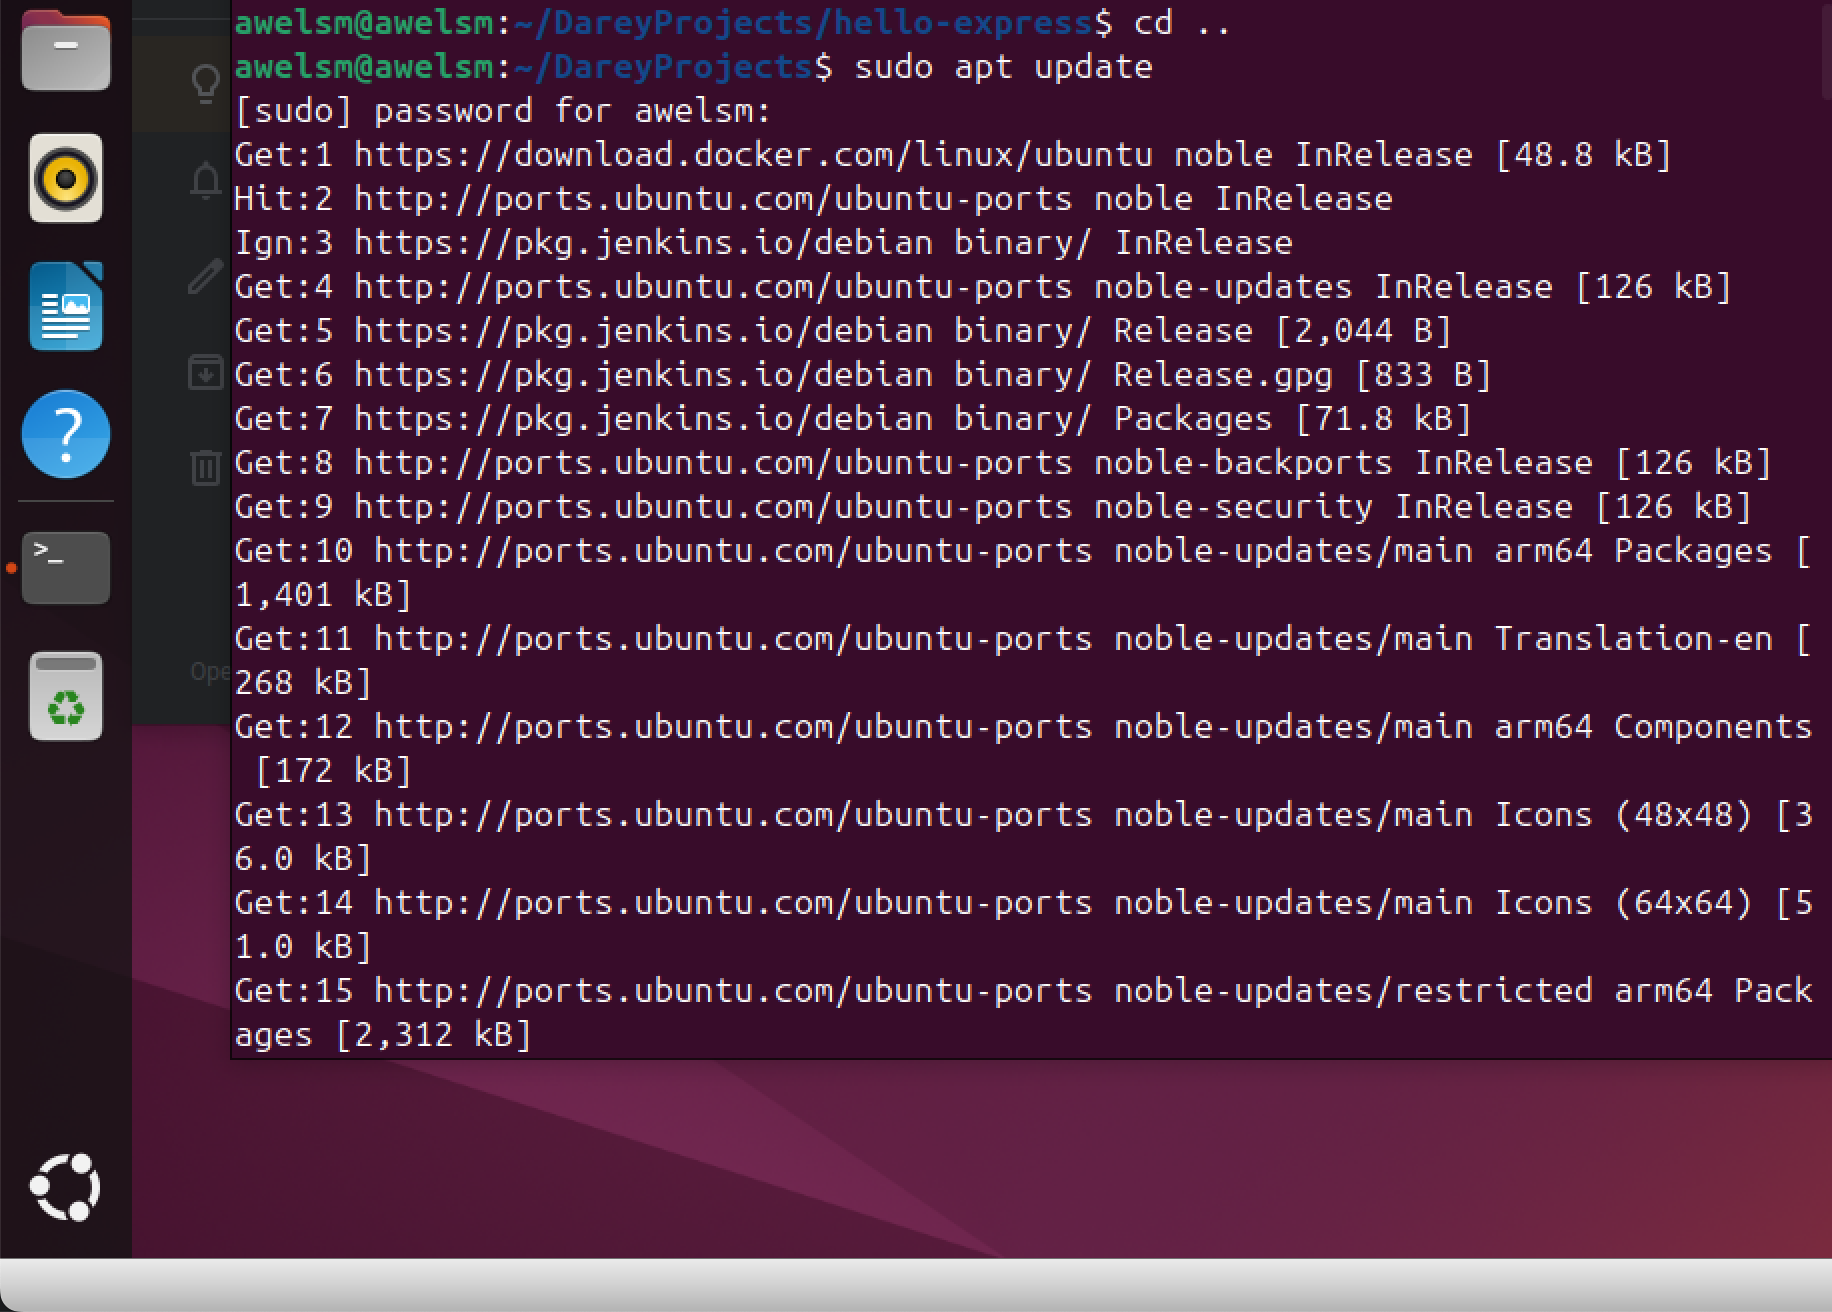 awelsm@awelsm:~/DareyProjects/hello-express$ cd ..
awelsm@awelsm:~/DareyProjects$ sudo apt update
[sudo] password for awelsm:
Get:1 https://download.docker.com/linux/ubuntu noble InRelease [48.8 kB]
Hit:2 http://ports.ubuntu.com/ubuntu-ports noble InRelease
Ign:3 https://pkg.jenkins.io/debian binary/ InRelease
Get:4 http://ports.ubuntu.com/ubuntu-ports noble-updates InRelease [126 kB]
Get:5 https://pkg.jenkins.io/debian binary/ Release [2,044 B]
Get:6 https://pkg.jenkins.io/debian binary/ Release.gpg [833 B]
Get:7 https://pkg.jenkins.io/debian binary/ Packages [71.8 kB]
Get:8 http://ports.ubuntu.com/ubuntu-ports noble-backports InRelease [126 kB]
Get:9 http://ports.ubuntu.com/ubuntu-ports noble-security InRelease [126 kB]
Get:10 http://ports.ubuntu.com/ubuntu-ports noble-updates/main arm64 Packages [
1,401 kB]
Get:11 http://ports.ubuntu.com/ubuntu-ports noble-updates/main Translation-en [
268 kB]
Get:12 http://ports.ubuntu.com/ubuntu-ports noble-updates/main arm64 Components
 [172 kB]
Get:13 http://ports.ubuntu.com/ubuntu-ports noble-updates/main Icons (48x48) [3
6.0 kB]
Get:14 http://ports.ubuntu.com/ubuntu-ports noble-updates/main Icons (64x64) [5
1.0 kB]
Get:15 http://ports.ubuntu.com/ubuntu-ports noble-updates/restricted arm64 Pack
ages [2,312 kB]
Ope